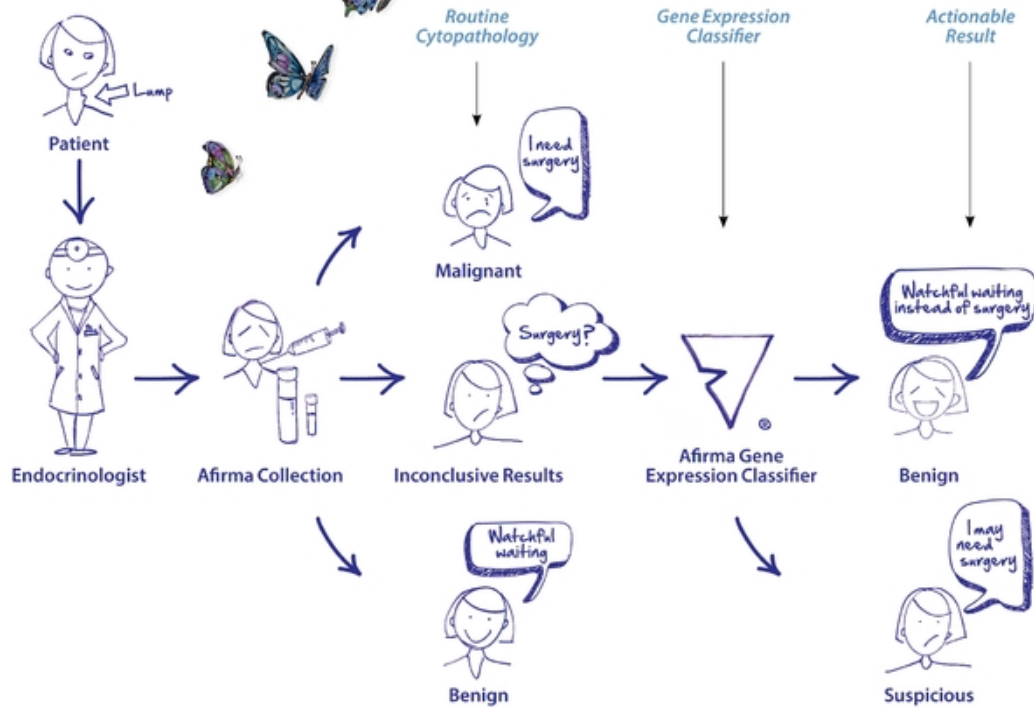 Routine
Cytopathology
Gene Expression
Classifier
Actionable
Result
Lump
Patient
I need
surgery
Malignant
Endocrinologist
Afirma Collection
Surgery?
Inconclusive Results
Afirma Gene
Expression Classifier
®
Watchful waiting
instead of surgery
Benign
Watchful
waiting
Benign
I may
need
surgery
Suspicious